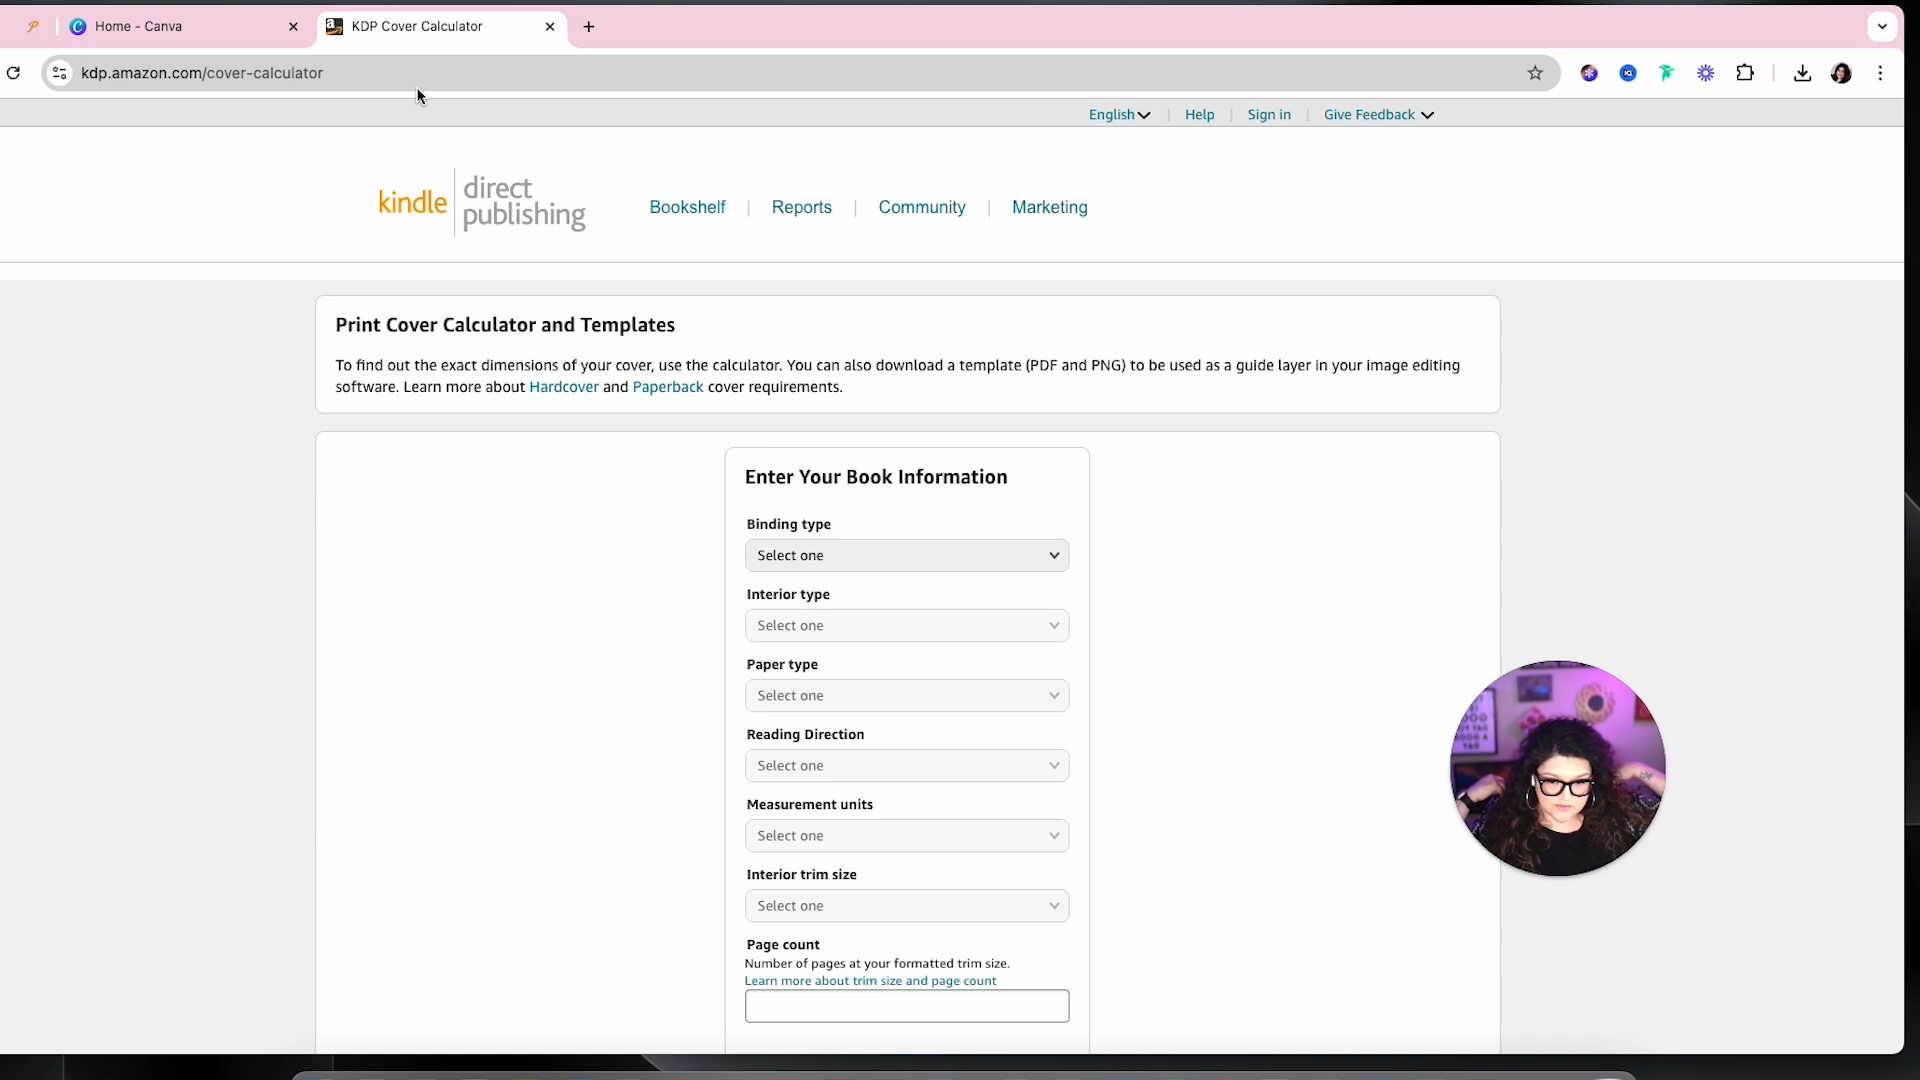 Home - Canva
KDP Cover Calculator
kdp.amazon.com/cover-calculator
English | Help | Sign in | Give Feedback
kindle direct publishing
Bookshelf | Reports | Community | Marketing
Print Cover Calculator and Templates
To find out the exact dimensions of your cover, use the calculator. You can also download a template (PDF and PNG) to be used as a guide layer in your image editing
software. Learn more about Hardcover and Paperback cover requirements.
Enter Your Book Information
Binding type
Select one
Interior type
Select one
Paper type
Select one
Reading Direction
Select one
Measurement units
Select one
Interior trim size
Select one
Page count
Number of pages at your formatted trim size.
Learn more about trim size and page count